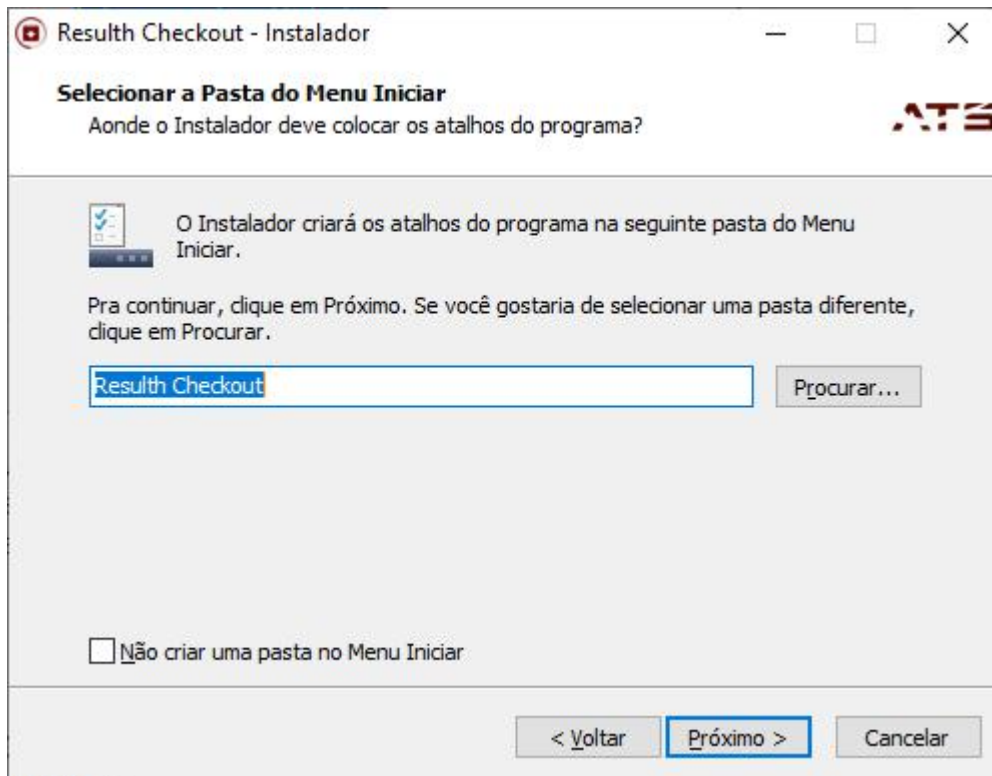 Resulth Checkout - Instalador
Selecionar a Pasta do Menu Iniciar
Aonde o Instalador deve colocar os atalhos do programa?
ATS
O Instalador criará os atalhos do programa na seguinte pasta do Menu
Iniciar.
Pra continuar, clique em Próximo. Se você gostaria de selecionar uma pasta diferente,
clique em Procurar.
Resulth Checkout
Procurar...
Não criar uma pasta no Menu Iniciar
< Voltar
Próximo >
Cancelar